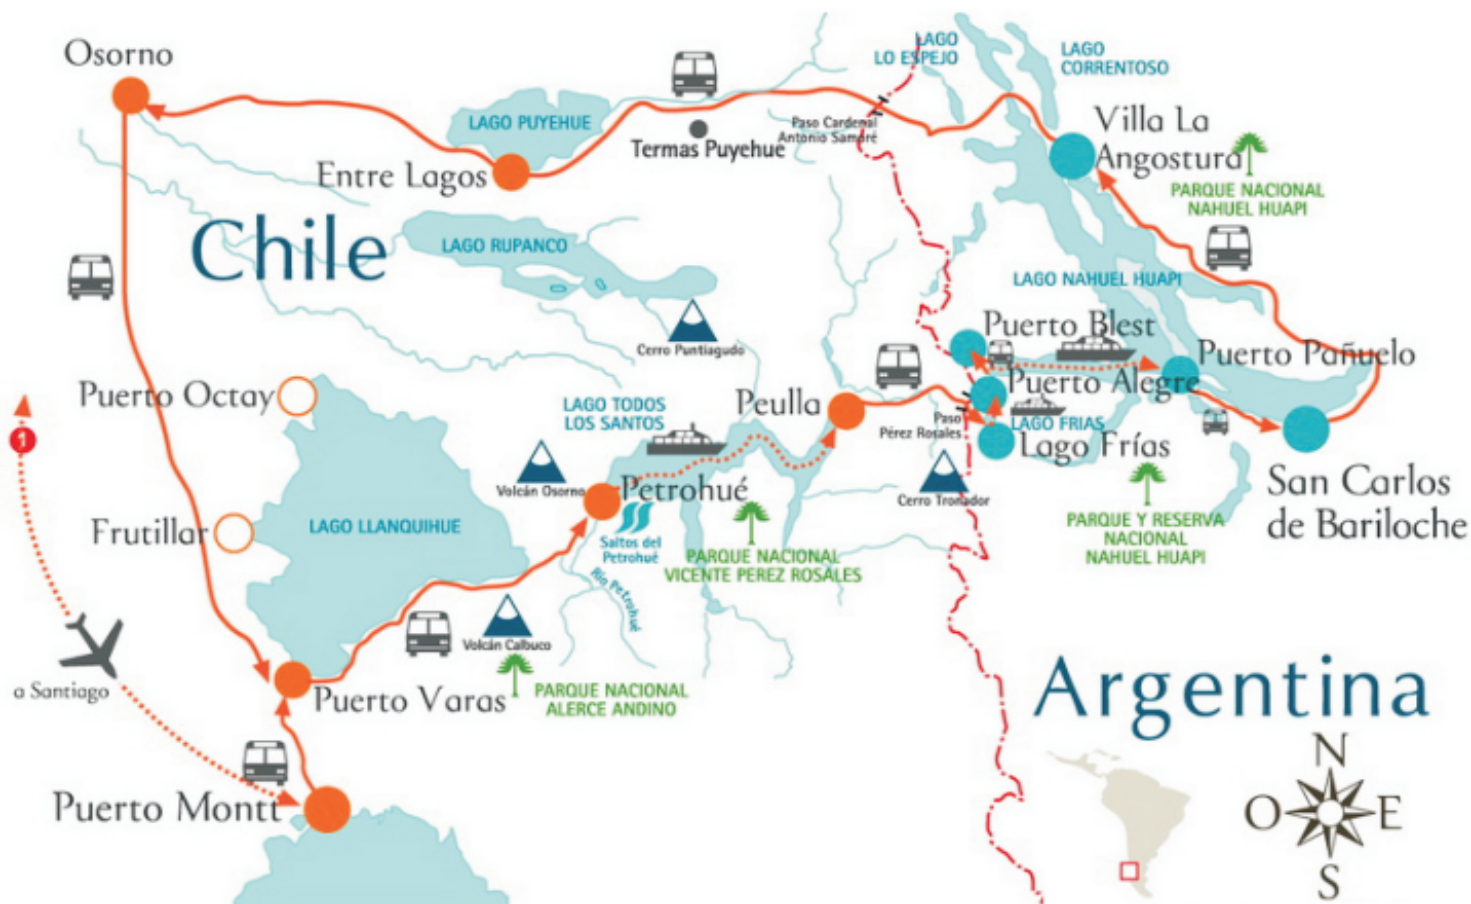 Osorno
LAGO
LO ESPEJO
LAGO
CORRENTOSO
LAGO PUYEHUE
Termas Puyehue
Paso Cardenal
Antonio Samoré
Villa La
Angostura
Entre Lagos
PARQUE NACIONAL
NAHUEL HUAPI
Chile
LAGO RUPANCO
LAGO NAHUEL HUAPI
Cerro Puntiagudo
Puerto Blest
Puerto Pañuelo
Puerto Octay
LAGO TODOS
LOS SANTOS
Peulla
Puerto Alegre
Paso
Pérez Rosales
LAGO FRIAS
Lago Frías
1
Volcán Osorno
Petrohué
Cerro Tronador
San Carlos
de Bariloche
Frutillar
LAGO LLANQUIHUE
Saltos del
Petrohué
PARQUE NACIONAL
VICENTE PEREZ ROSALES
PARQUE Y RESERVA
NACIONAL
NAHUEL HUAPI
Río Petrohué
Volcán Calbuco
a Santiago
Puerto Varas
PARQUE NACIONAL
ALERCE ANDINO
Argentina
Puerto Montt
N
O
E
S